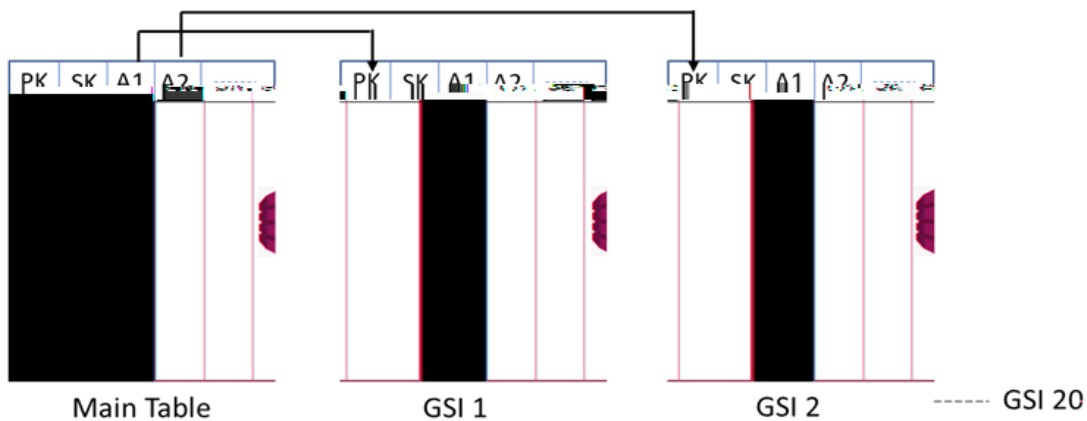 PK SK A1 A2
PK SK A1 A2
PK SK A1 A2
Main Table
GSI 1
GSI 2
GSI 20